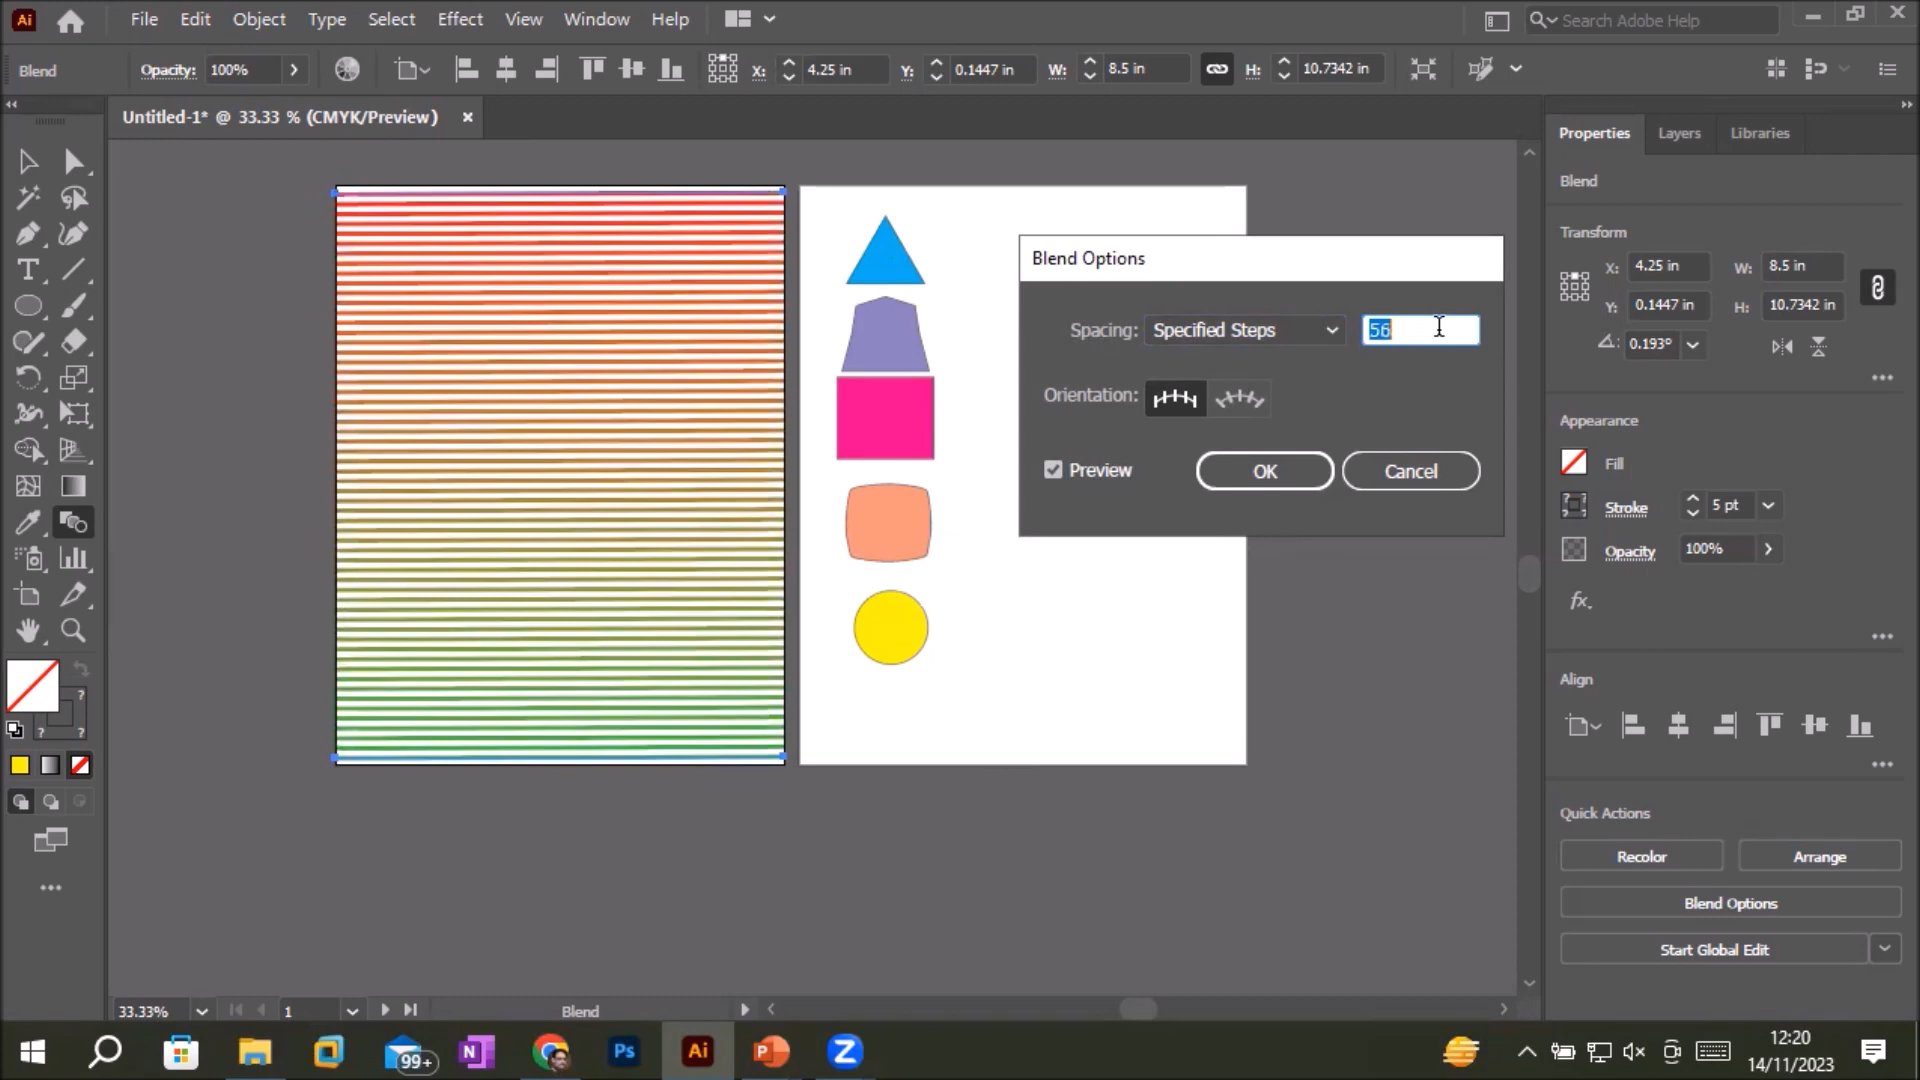 Ai File Edit Object Type Select Effect View Window Help Search Adobe Help
Blend Opacity: 100% X: 4.25 in Y: 0.1447 in W: 8.5 in H: 10.7342 in
Untitled-1* @ 33.33 % (CMYK/Preview) ×
Properties Layers Libraries
Blend
Transform
X: 4.25 in W: 8.5 in
Y: 0.1447 in H: 10.7342 in
0.193°
Appearance
Fill
Stroke 5 pt
Opacity 100%
fx.
Align
Quick Actions
Recolor Arrange
Blend Options
Start Global Edit
Blend Options
Spacing: Specified Steps 56
Orientation:
Preview OK Cancel
T
? ? ?
33.33% 1 Blend
99+ N Ps Ai P Z
12:20
14/11/2023